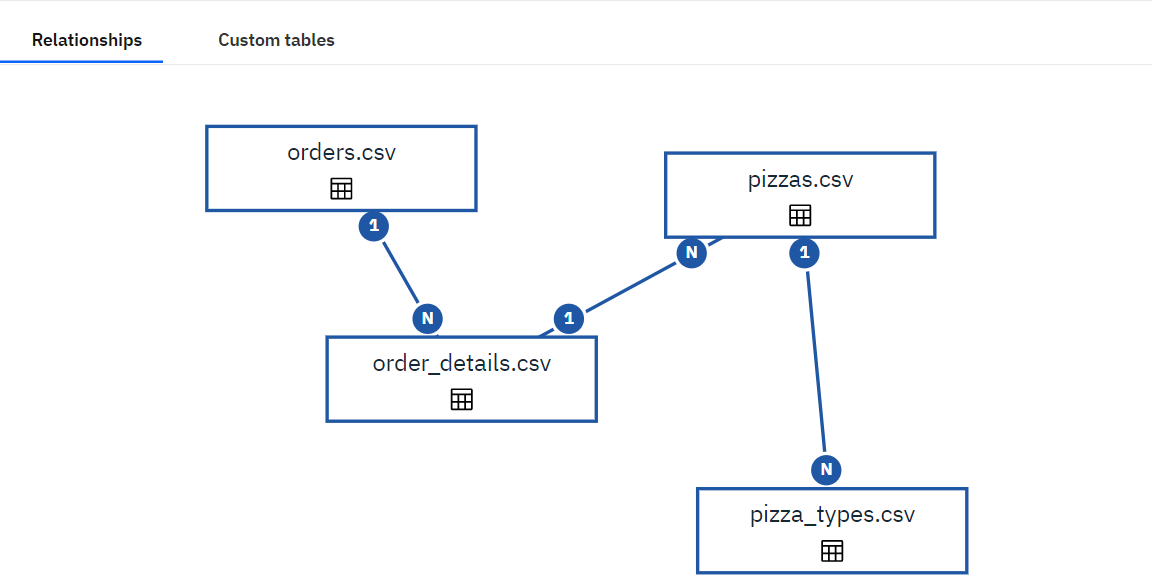 Relationships
Custom tables
orders.csv
pizzas.csv
1
N
1
N
1
order_details.csv
N
pizza_types.csv